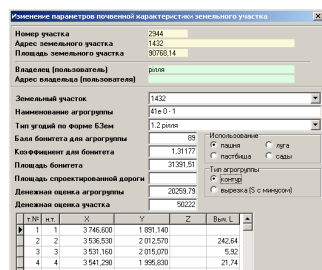 Изменение параметров почвенной характеристики земельного участка
Номер участка 2944
Адрес земельного участка 1432
Площадь земельного участка 90768,14
Владелец (пользователь) рілля
Адрес владельца (пользователя)
Земельный участок 1432
Наименование агрогруппы 41е 0 - 1
Тип угодий по форме 6Зем 1.2 рілля
Балл бонитета для агрогруппы 89
Коэффициент для бонитета 1,31177
Площадь бонитета 31391,51
Площадь спроектированной дороги
Денежная оценка агрогруппы 20259,79
Денежная оценка участка 50222
Использование
пашня луга
пастбища сады
Тип агрогруппы
контур
вырезка (S с минусом)
т.№ н.т. X Y Z Вын. L
1 1 3 746,600 1 891,140
2 2 3 536,530 2 012,570 242,64
3 3 3 531,160 2 015,070 5,92
4 4 3 541,290 1 995,830 21,74